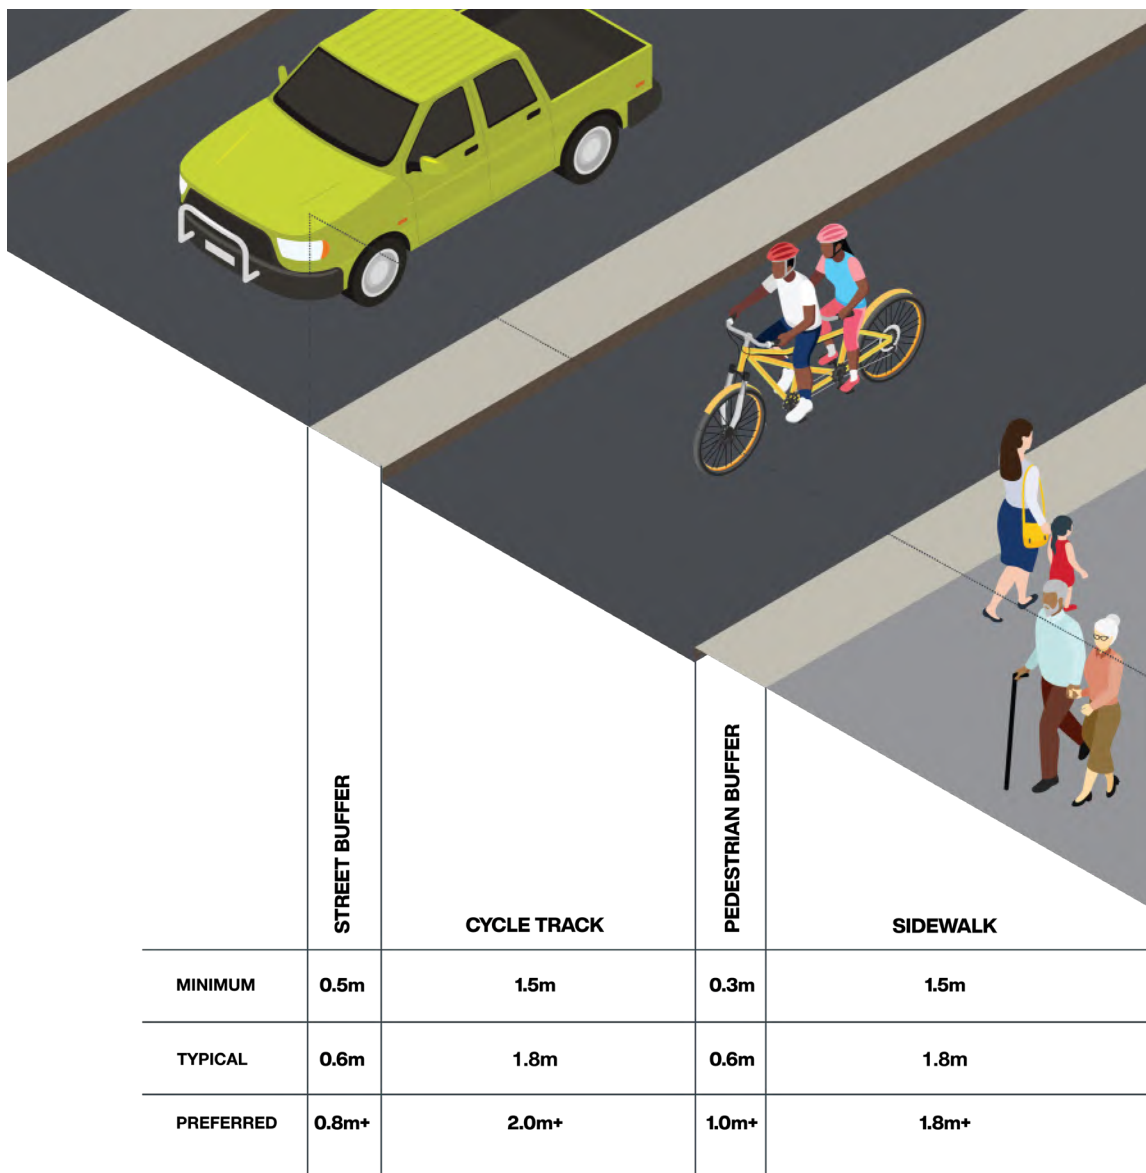 STREET BUFFER
CYCLE TRACK
PEDESTRIAN BUFFER
SIDEWALK
MINIMUM 0.5m 1.5m 0.3m 1.5m
TYPICAL 0.6m 1.8m 0.6m 1.8m
PREFERRED 0.8m+ 2.0m+ 1.0m+ 1.8m+